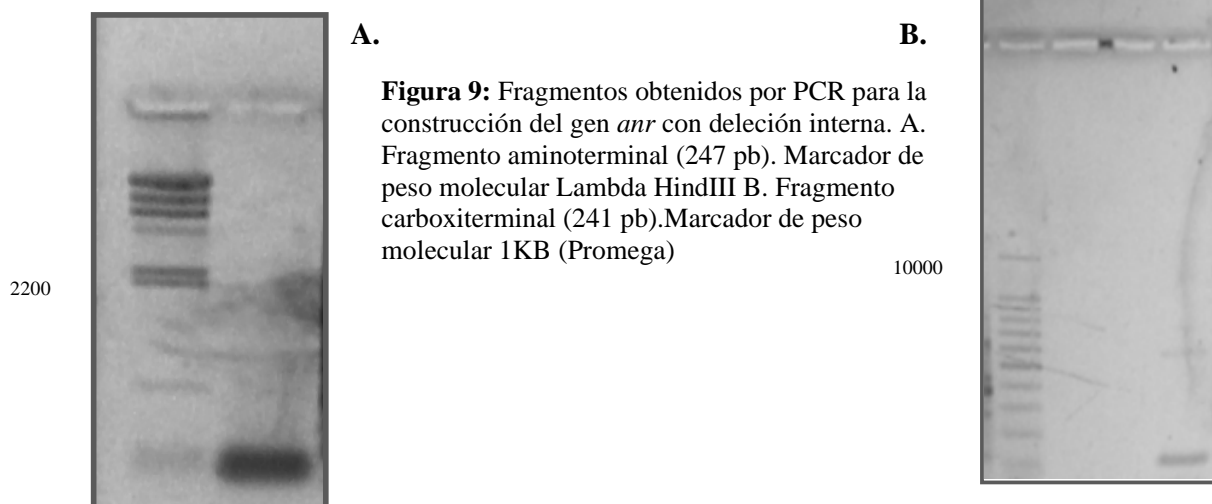 A.
B.
Figura 9: Fragmentos obtenidos por PCR para la
construcción del gen anr con deleción interna. A.
Fragmento aminoterminal (247 pb). Marcador de
peso molecular Lambda HindIII B. Fragmento
carboxiterminal (241 pb).Marcador de peso
molecular 1KB (Promega)
10000
2200